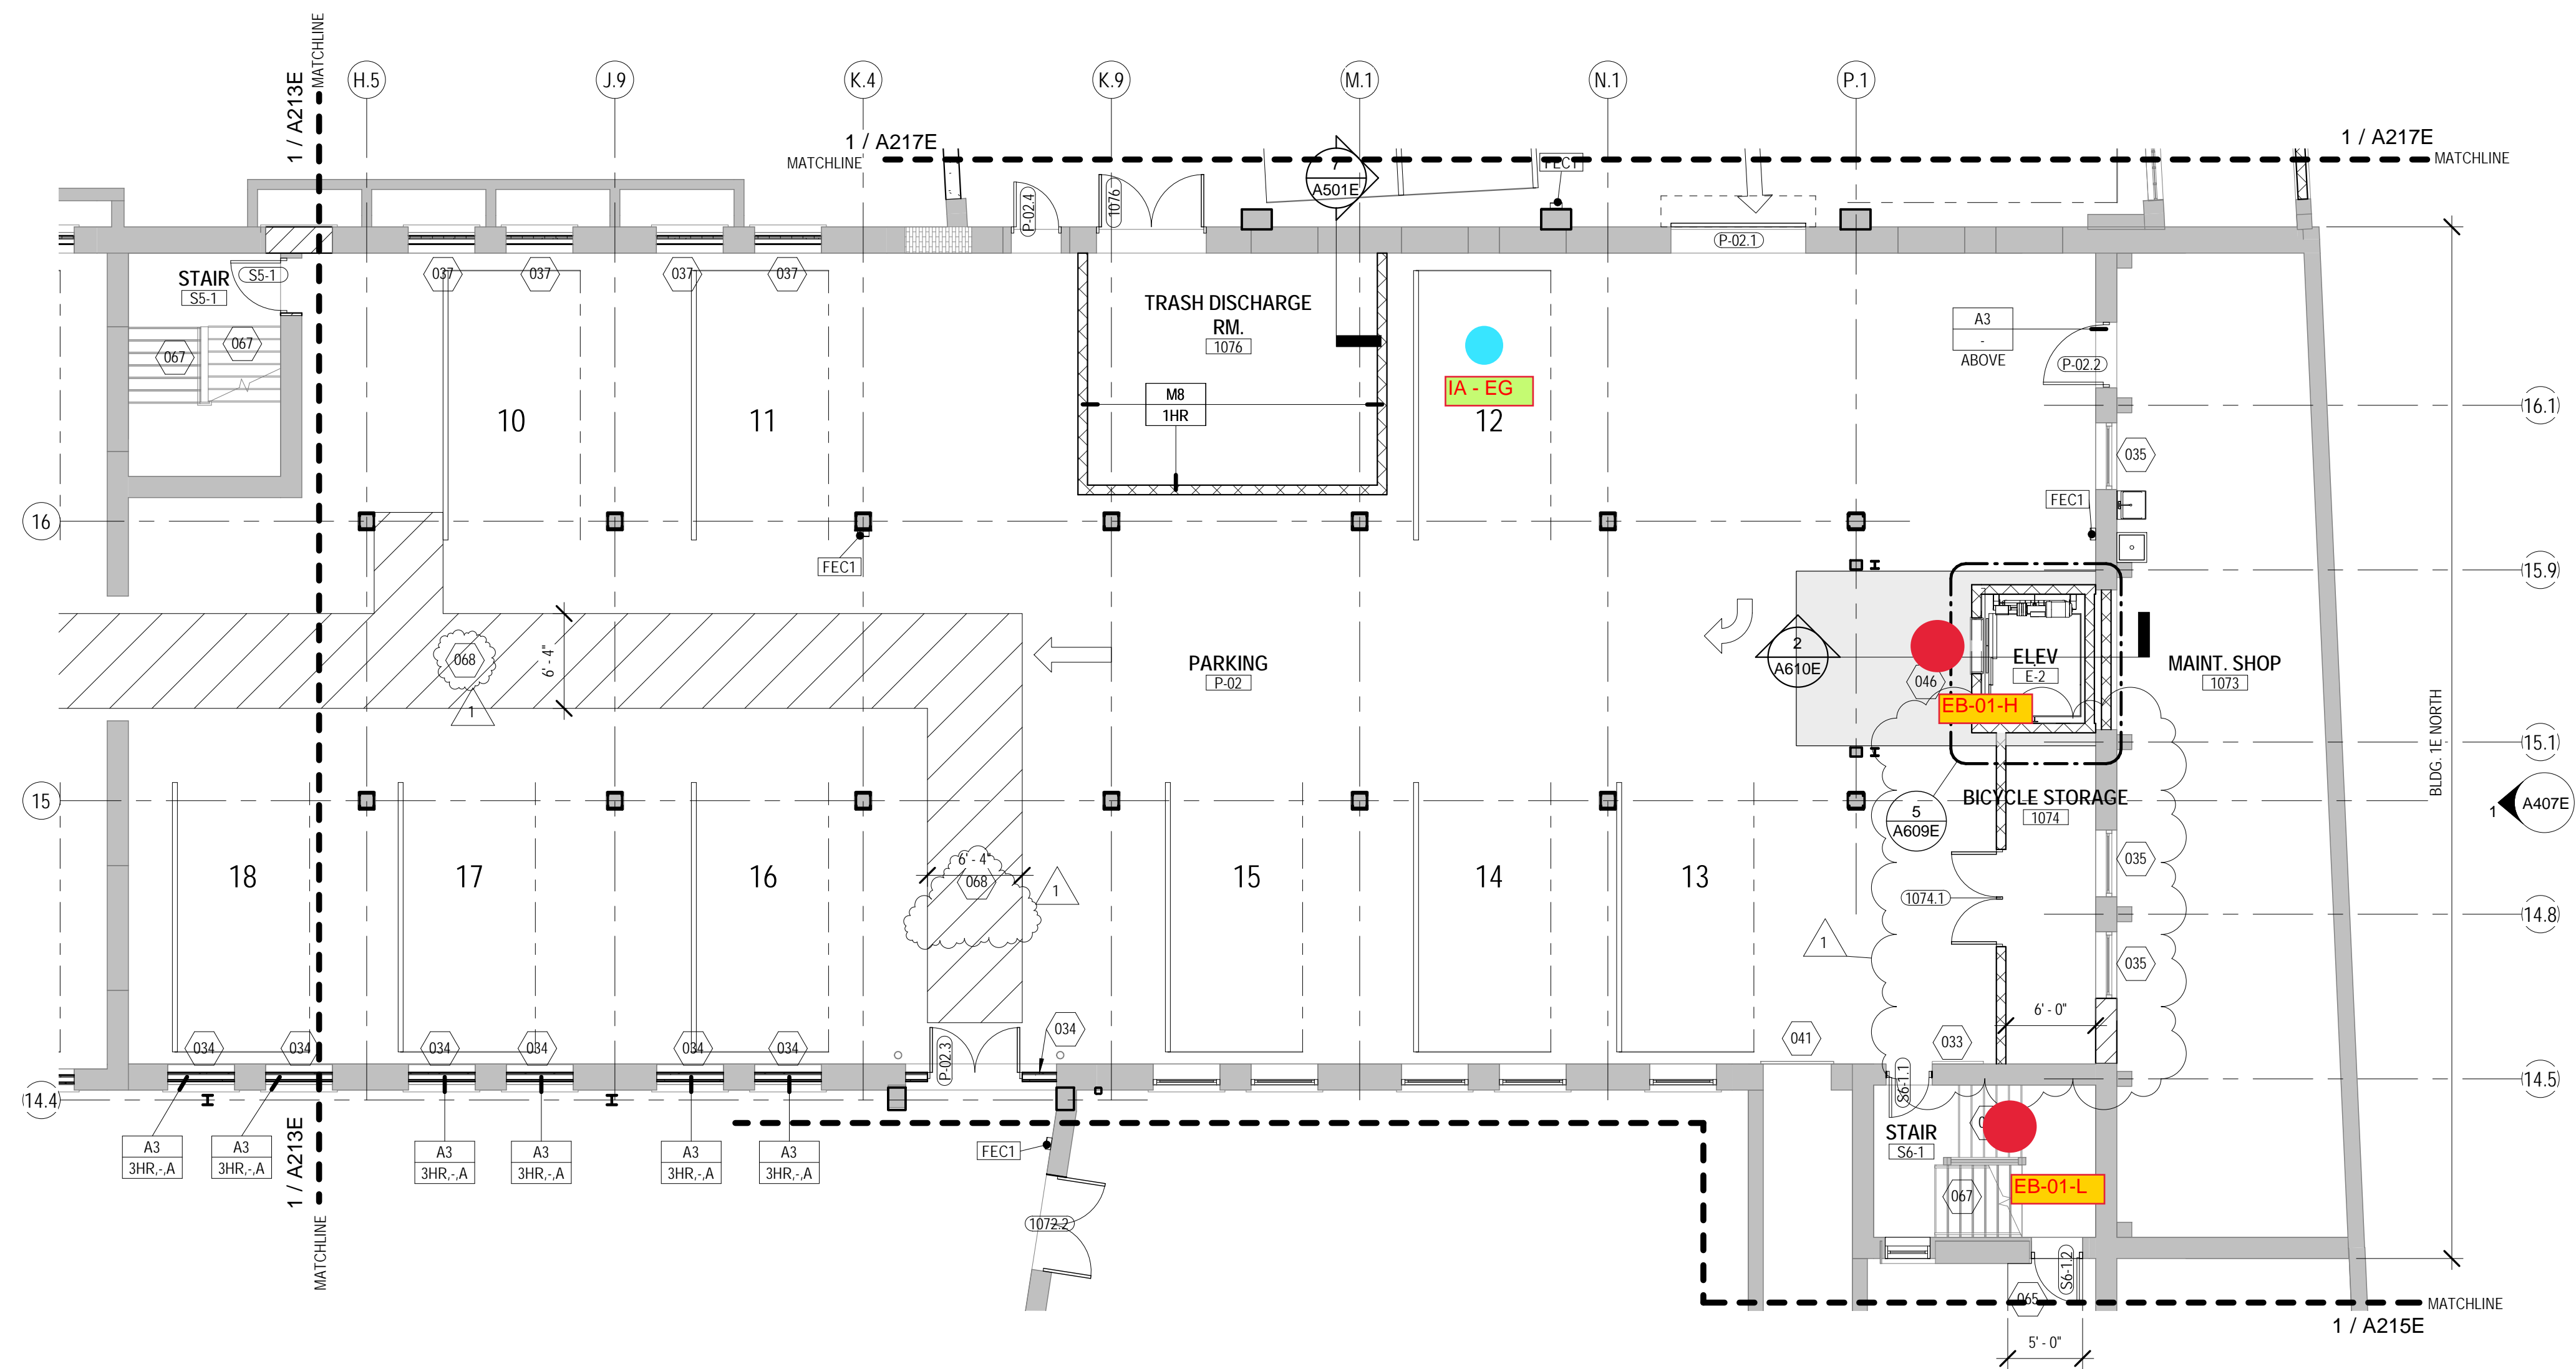 MATCHLINE
1 / A213E
H.5
J.9
K.4
K.9
M.1
N.1
P.1
1 / A217E
MATCHLINE
1 / A217E
MATCHLINE
7
A501E
FEC1
P-02.4
1076
P-02.1
STAIR
S5-1
S5-1
037
037
037
037
067
067
TRASH DISCHARGE
RM.
1076
M8
1HR
IA - EG
A3
-
ABOVE
P-02.2
10
11
12
16.1
035
FEC1
16
FEC1
15.9
068
1
6' - 4"
PARKING
P-02
2
A610E
046
ELEV
E-2
EB-01-H
MAINT. SHOP
1073
BLDG. 1E NORTH
15.1
15
BICYCLE STORAGE
1074
5
A609E
1
A407E
18
17
16
6' - 4"
068
1
15
14
13
035
1074.1
14.8
1
035
6' - 0"
034
034
034
034
034
034
P-02.3
034
041
033
S6-1.1
14.4
14.5
A3
3HR,-,A
A3
3HR,-,A
A3
3HR,-,A
A3
3HR,-,A
A3
3HR,-,A
A3
3HR,-,A
FEC1
STAIR
S6-1
067
EB-01-L
1072.2
S6-1.2
065
1 / A213E
MATCHLINE
MATCHLINE
1 / A215E
5' - 0"